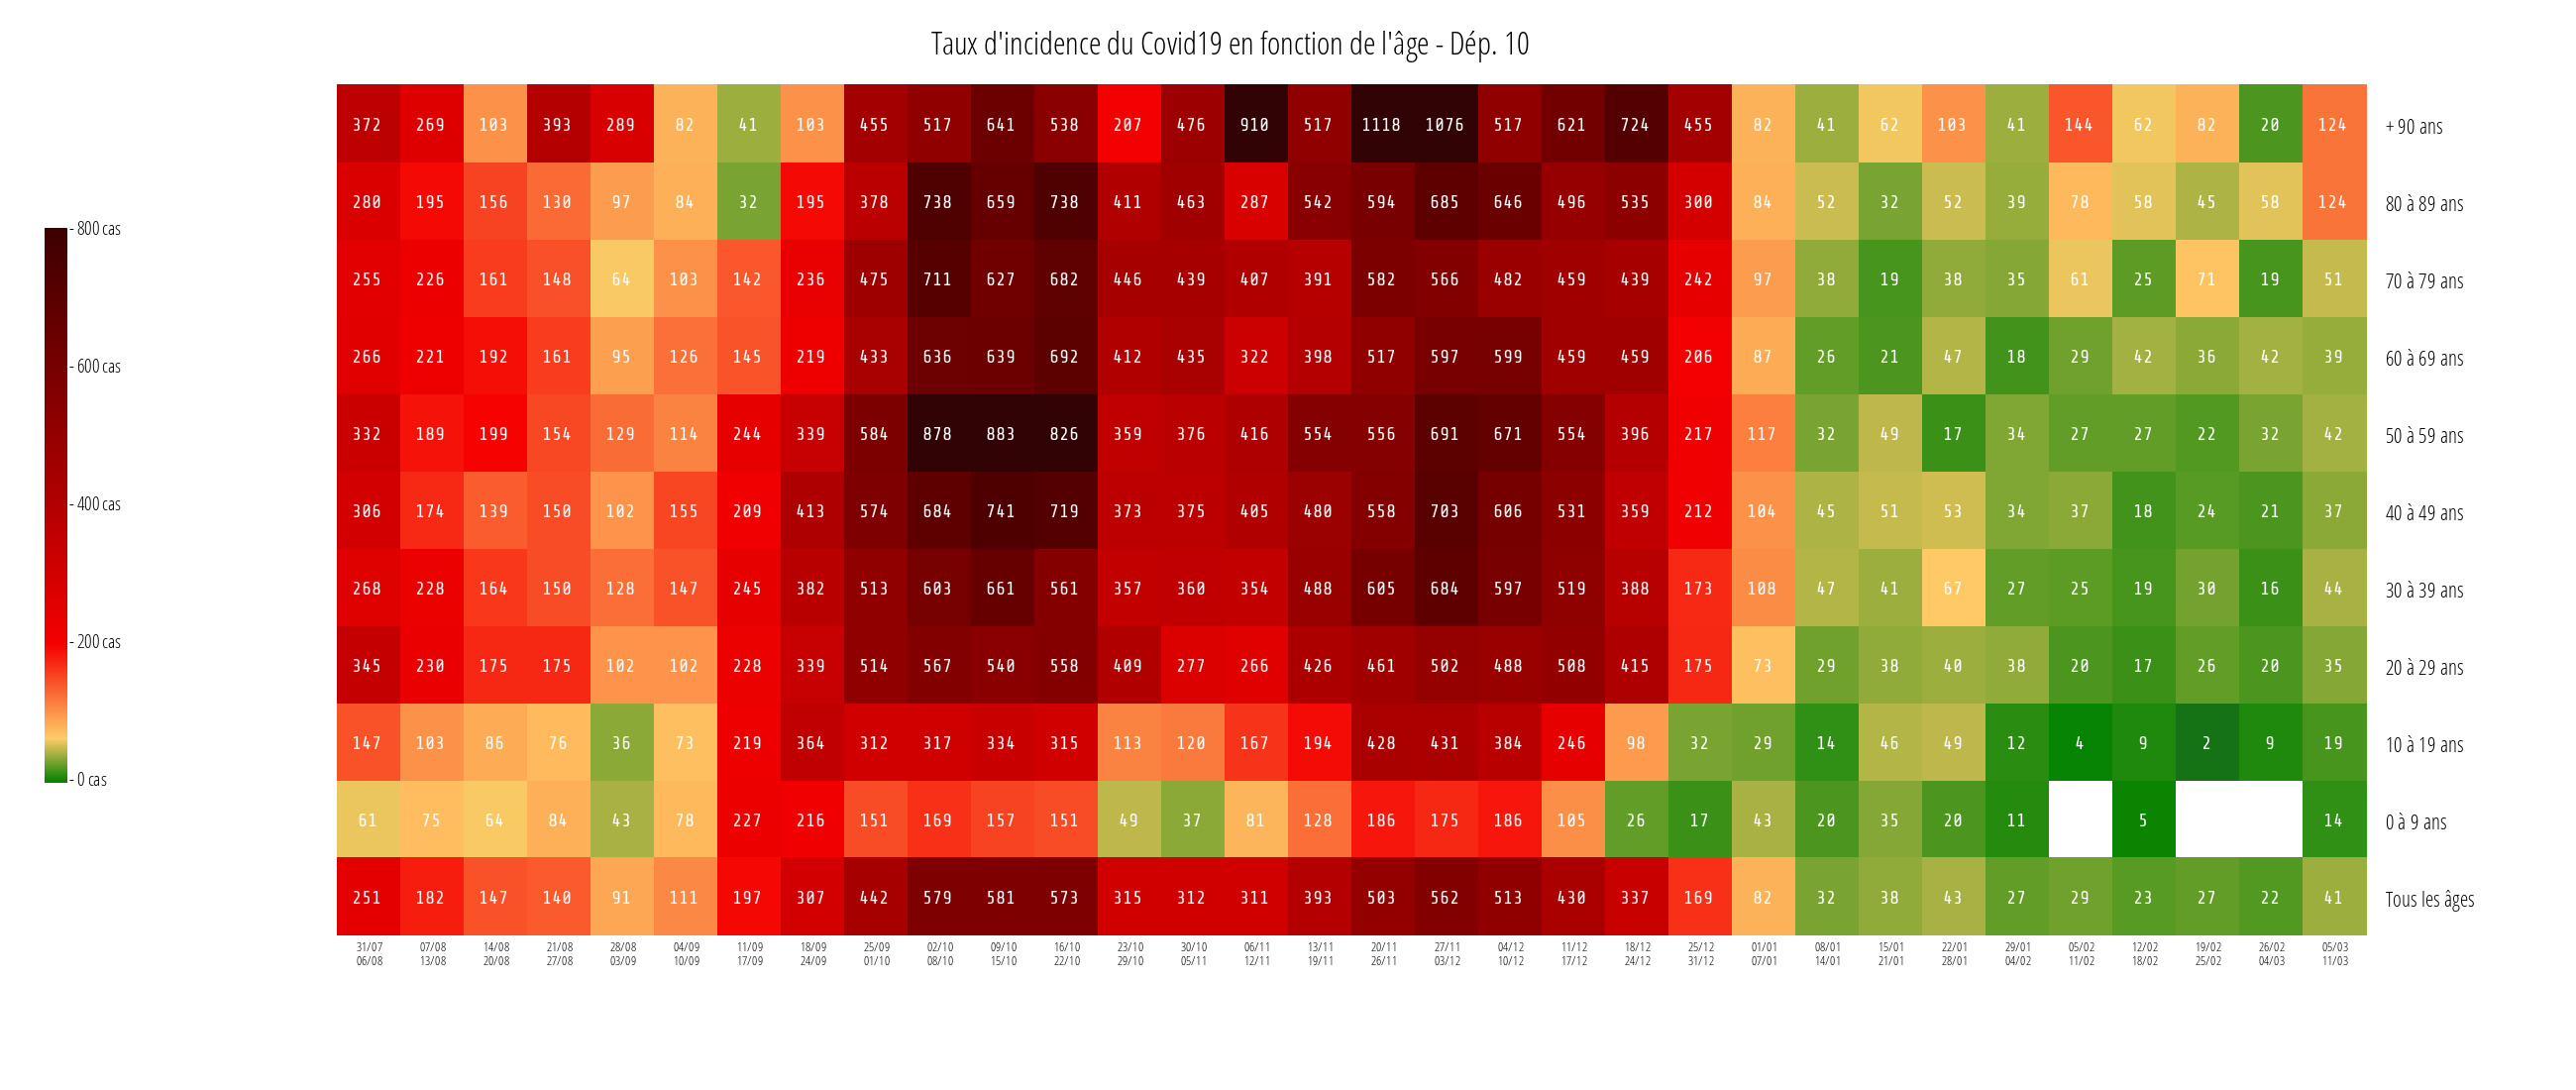 Taux d'incidence du Covid19 en fonction de l'âge - Dép. 10
- 800 cas
- 600 cas
- 400 cas
- 200 cas
- 0 cas
372 269 103 393 289 82 41 103 455 517 641 538 207 476 910 517 1118 1076 517 621 724 455 82 41 62 103 41 144 62 82 20 124 + 90 ans
280 195 156 130 97 84 32 195 378 738 659 738 411 463 287 542 594 685 646 496 535 300 84 52 32 52 39 78 58 45 58 124 80 à 89 ans
255 226 161 148 64 103 142 236 475 711 627 682 446 439 407 391 582 566 482 459 439 242 97 38 19 38 35 61 25 71 19 51 70 à 79 ans
266 221 192 161 95 126 145 219 433 636 639 692 412 435 322 398 517 597 599 459 459 206 87 26 21 47 18 29 42 36 42 39 60 à 69 ans
332 189 199 154 129 114 244 339 584 878 883 826 359 376 416 554 556 691 671 554 396 217 117 32 49 17 34 27 27 22 32 42 50 à 59 ans
306 174 139 150 102 155 209 413 574 684 741 719 373 375 405 480 558 703 606 531 359 212 104 45 51 53 34 37 18 24 21 37 40 à 49 ans
268 228 164 150 128 147 245 382 513 603 661 561 357 360 354 488 605 684 597 519 388 173 108 47 41 67 27 25 19 30 16 44 30 à 39 ans
345 230 175 175 102 102 228 339 514 567 540 558 409 277 266 426 461 502 488 508 415 175 73 29 38 40 38 20 17 26 20 35 20 à 29 ans
147 103 86 76 36 73 219 364 312 317 334 315 113 120 167 194 428 431 384 246 98 32 29 14 46 49 12 4 9 2 9 19 10 à 19 ans
61 75 64 84 43 78 227 216 151 169 157 151 49 37 81 128 186 175 186 105 26 17 43 20 35 20 11 5 14 0 à 9 ans
251 182 147 140 91 111 197 307 442 579 581 573 315 312 311 393 503 562 513 430 337 169 82 32 38 43 27 29 23 27 22 41 Tous les âges
31/07 07/08 14/08 21/08 28/08 04/09 11/09 18/09 25/09 02/10 09/10 16/10 23/10 30/10 06/11 13/11 20/11 27/11 04/12 11/12 18/12 25/12 01/01 08/01 15/01 22/01 29/01 05/02 12/02 19/02 26/02 05/03
06/08 13/08 20/08 27/08 03/09 10/09 17/09 24/09 01/10 08/10 15/10 22/10 29/10 05/11 12/11 19/11 26/11 03/12 10/12 17/12 24/12 31/12 07/01 14/01 21/01 28/01 04/02 11/02 18/02 25/02 04/03 11/03